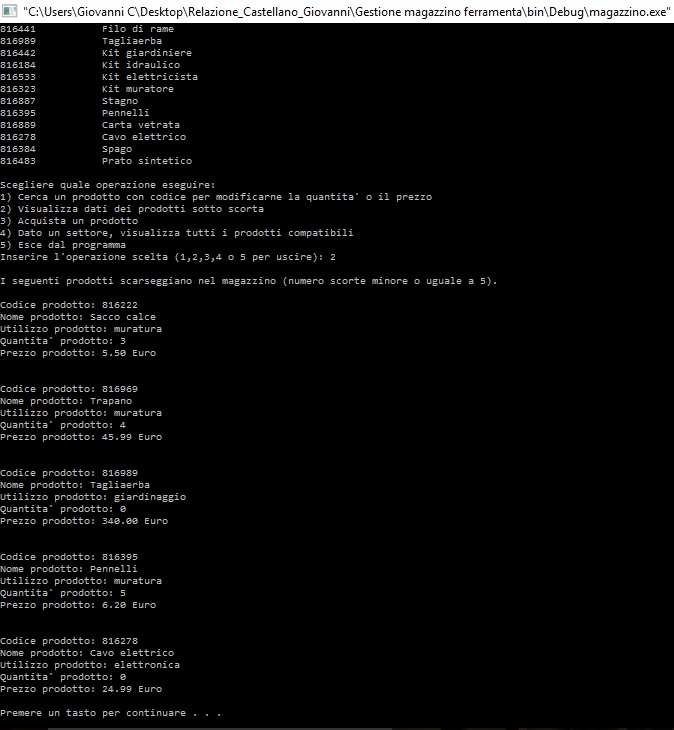 "C:\Users\Giovanni C\Desktop\Relazione_Castellano_Giovanni\Gestione magazzino ferramenta\bin\Debug\magazzino.exe"
816441 Filo di rame
816989 Tagliaerba
816442 Kit giardiniere
816184 Kit idraulico
816533 Kit elettricista
816323 Kit muratore
816887 Stagno
816395 Pennelli
816889 Carta vetrata
816278 Cavo elettrico
816384 Spago
816483 Prato sintetico
Scegliere quale operazione eseguire:
1) Cerca un prodotto con codice per modificarne la quantita' o il prezzo
2) Visualizza dati dei prodotti sotto scorta
3) Acquista un prodotto
4) Dato un settore, visualizza tutti i prodotti compatibili
5) Esce dal programma
Inserire l'operazione scelta (1,2,3,4 o 5 per uscire): 2
I seguenti prodotti scarseggiano nel magazzino (numero scorte minore o uguale a 5).
Codice prodotto: 816222
Nome prodotto: Sacco calce
Utilizzo prodotto: muratura
Quantita' prodotto: 3
Prezzo prodotto: 5.50 Euro
Codice prodotto: 816969
Nome prodotto: Trapano
Utilizzo prodotto: muratura
Quantita' prodotto: 4
Prezzo prodotto: 45.99 Euro
Codice prodotto: 816989
Nome prodotto: Tagliaerba
Utilizzo prodotto: giardinaggio
Quantita' prodotto: 0
Prezzo prodotto: 340.00 Euro
Codice prodotto: 816395
Nome prodotto: Pennelli
Utilizzo prodotto: muratura
Quantita' prodotto: 5
Prezzo prodotto: 6.20 Euro
Codice prodotto: 816278
Nome prodotto: Cavo elettrico
Utilizzo prodotto: elettronica
Quantita' prodotto: 0
Prezzo prodotto: 24.99 Euro
Premere un tasto per continuare . . .